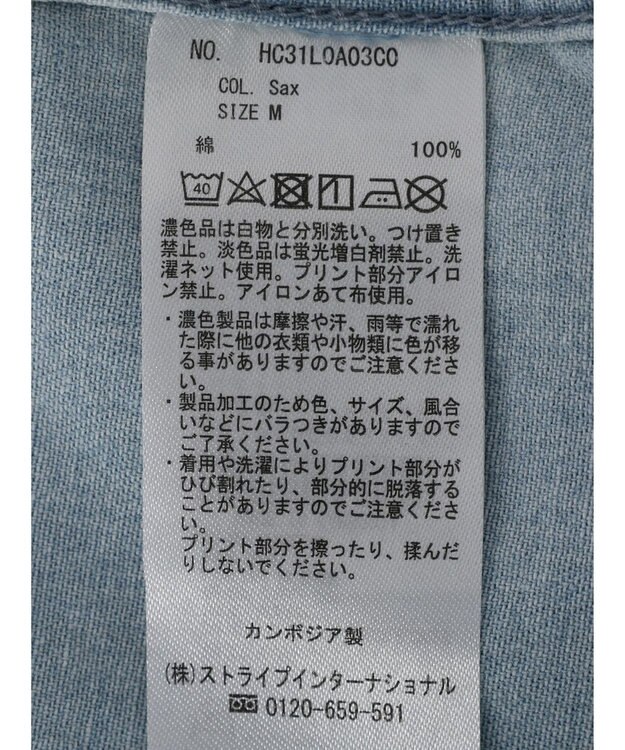 NO. HC31L0A03C0
COL. Sax
SIZE M
綿 100%
40
濃色品は白物と分別洗い。つけ置き
禁止。淡色品は蛍光増白剤禁止。洗
濯ネット使用。プリント部分アイロ
ン禁止。アイロンあて布使用。
・濃色製品は摩擦や汗、雨等で濡れ
た際に他の衣類や小物類に色が移
る事がありますのでご注意くださ
い。
・製品加工のため色、サイズ、風合
いなどにバラつきがありますので
ご了承ください。
・着用や洗濯によりプリント部分が
ひび割れたり、部分的に脱落する
ことがありますのでご注意くださ
い。
プリント部分を擦ったり、揉んだ
りしないでください。
カンボジア製
(株)ストライプインターナショナル
0120-659-591